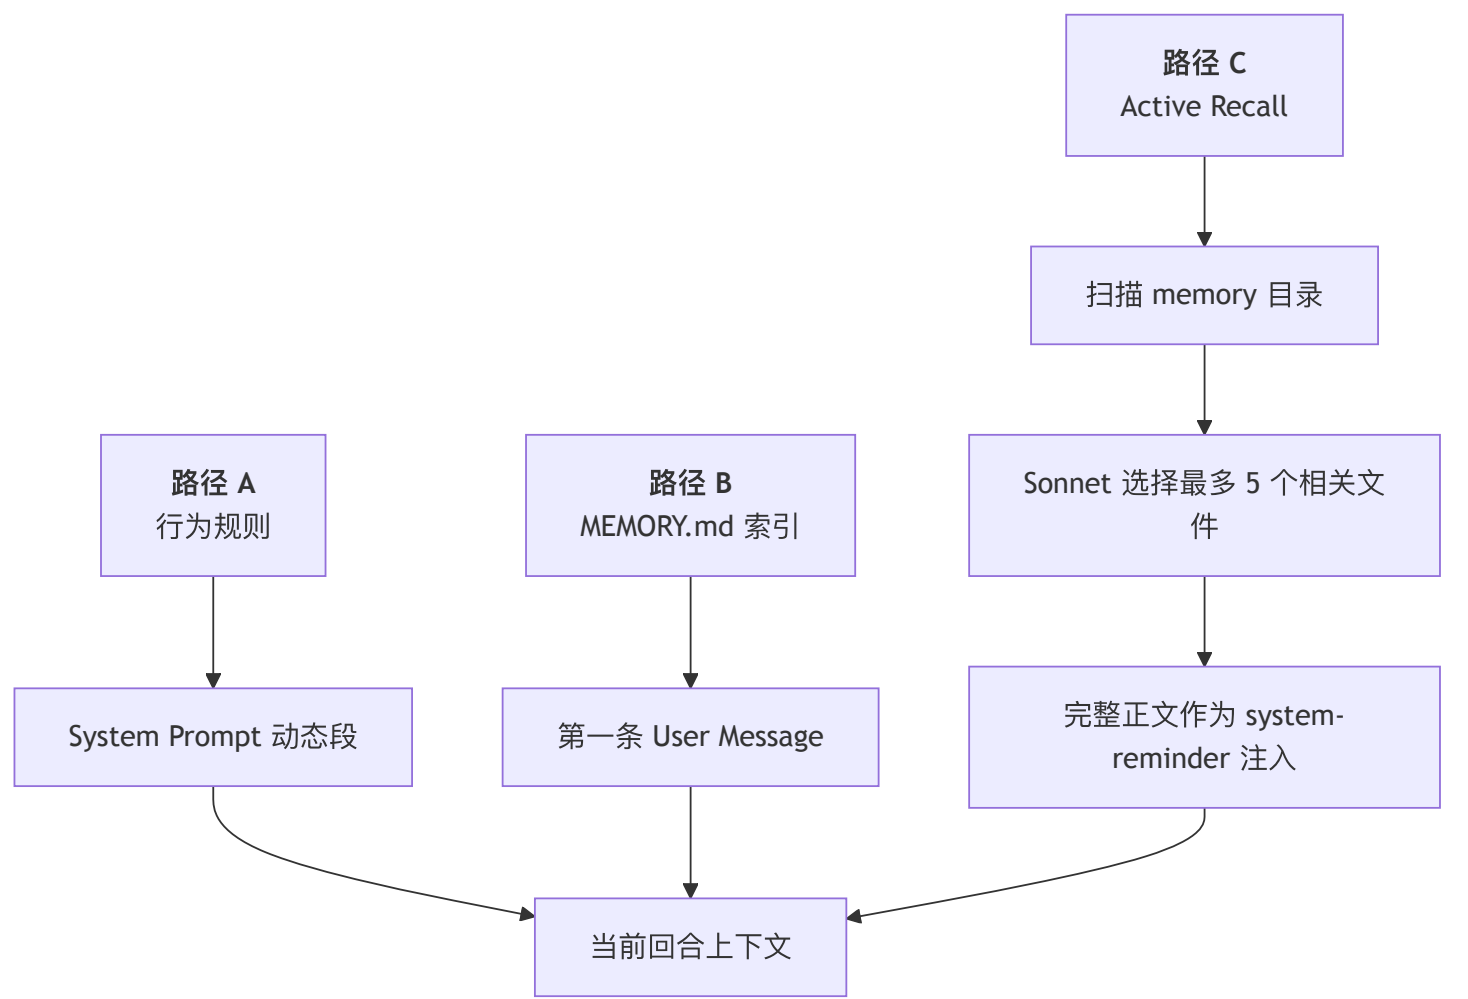 路径 C
Active Recall
扫描 memory 目录
路径 A
行为规则
路径 B
MEMORY.md 索引
Sonnet 选择最多 5 个相关文
件
System Prompt 动态段
第一条 User Message
完整正文作为 system-
reminder 注入
当前回合上下文